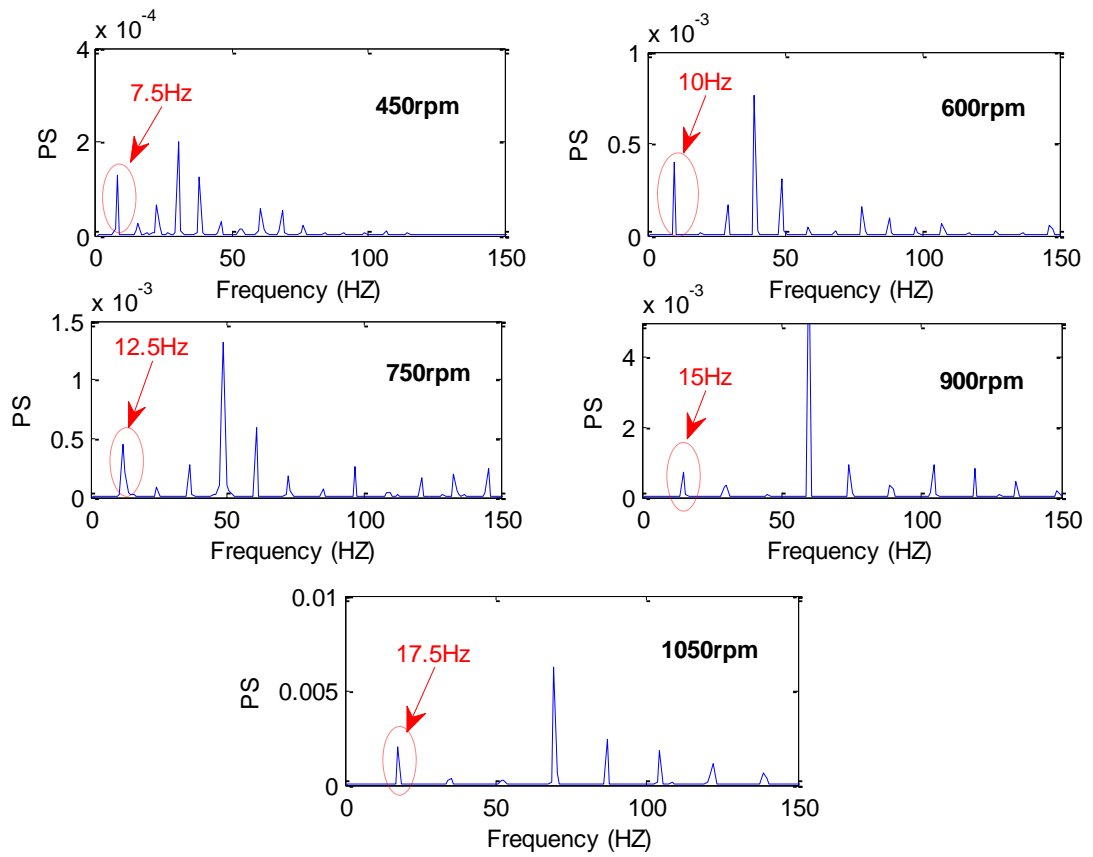 x 10^-4
4
2
0
PS
7.5Hz
450rpm
0 50 100 150
Frequency (HZ)
x 10^-3
1
0.5
0
PS
10Hz
600rpm
0 50 100 150
Frequency (HZ)
x 10^-3
1.5
1
0.5
0
PS
12.5Hz
750rpm
0 50 100 150
Frequency (HZ)
x 10^-3
4
2
0
PS
15Hz
900rpm
0 50 100 150
Frequency (HZ)
0.01
0.005
0
PS
17.5Hz
1050rpm
0 50 100 150
Frequency (HZ)